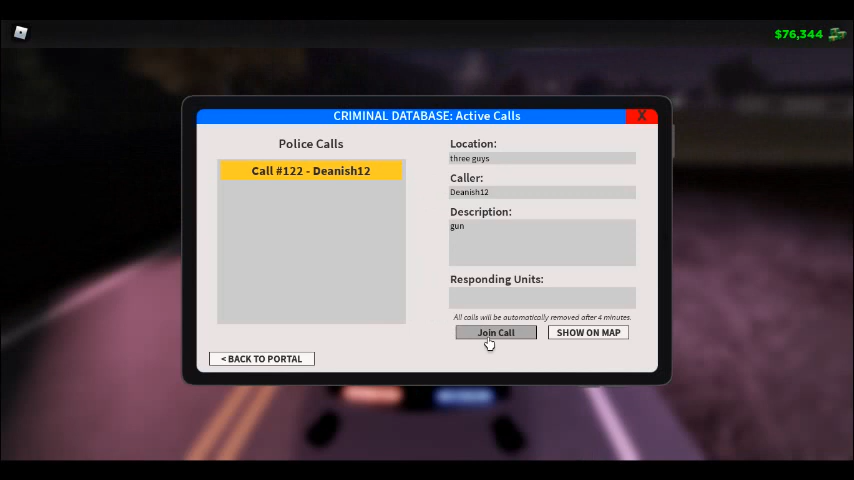 $76,344
CRIMINAL DATABASE: Active Calls
X
Police Calls
Call #122 - Deanish12
Location:
three guys
Caller:
Deanish12
Description:
gun
Responding Units:
All calls will be automatically removed after 4 minutes.
Join Call
SHOW ON MAP
< BACK TO PORTAL